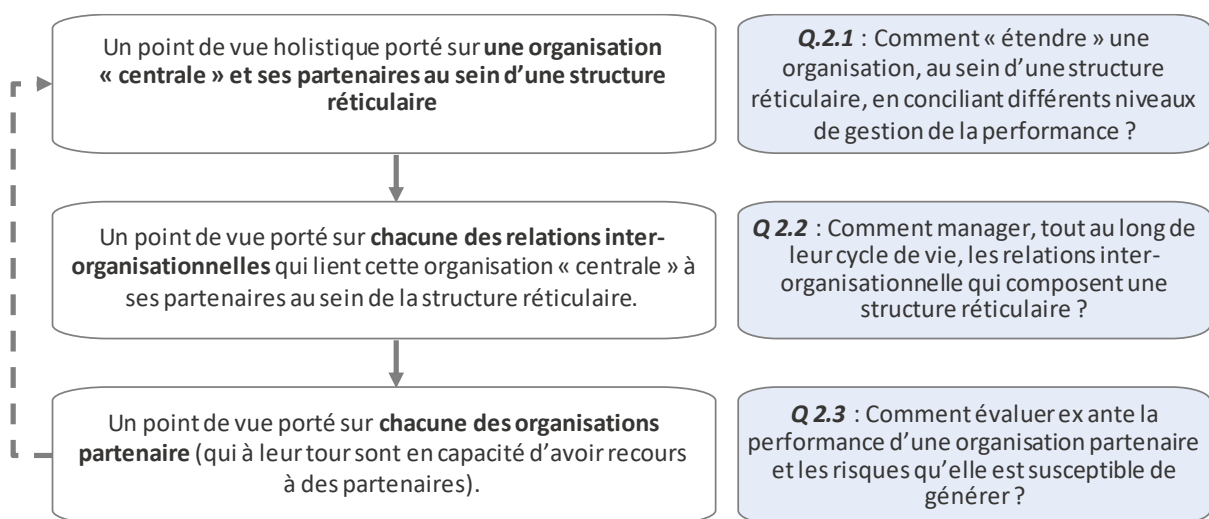 Un point de vue holistique porté sur une organisation
« centrale » et ses partenaires au sein d’une structure
réticulaire
Q.2.1 : Comment « étendre » une
organisation, au sein d’une structure
réticulaire, en conciliant différents niveaux
de gestion de la performance ?
Un point de vue porté sur chacune des relations inter-
organisationnelles qui lient cette organisation « centrale » à
ses partenaires au sein de la structure réticulaire.
Q 2.2 : Comment manager, tout au long de
leur cycle de vie, les relations inter-
organisationnelle qui composent une
structure réticulaire ?
Un point de vue porté sur chacune des organisations
partenaire (qui à leur tour sont en capacité d’avoir recours
à des partenaires).
Q 2.3 : Comment évaluer ex ante la
performance d’une organisation partenaire
et les risques qu’elle est susceptible de
générer ?